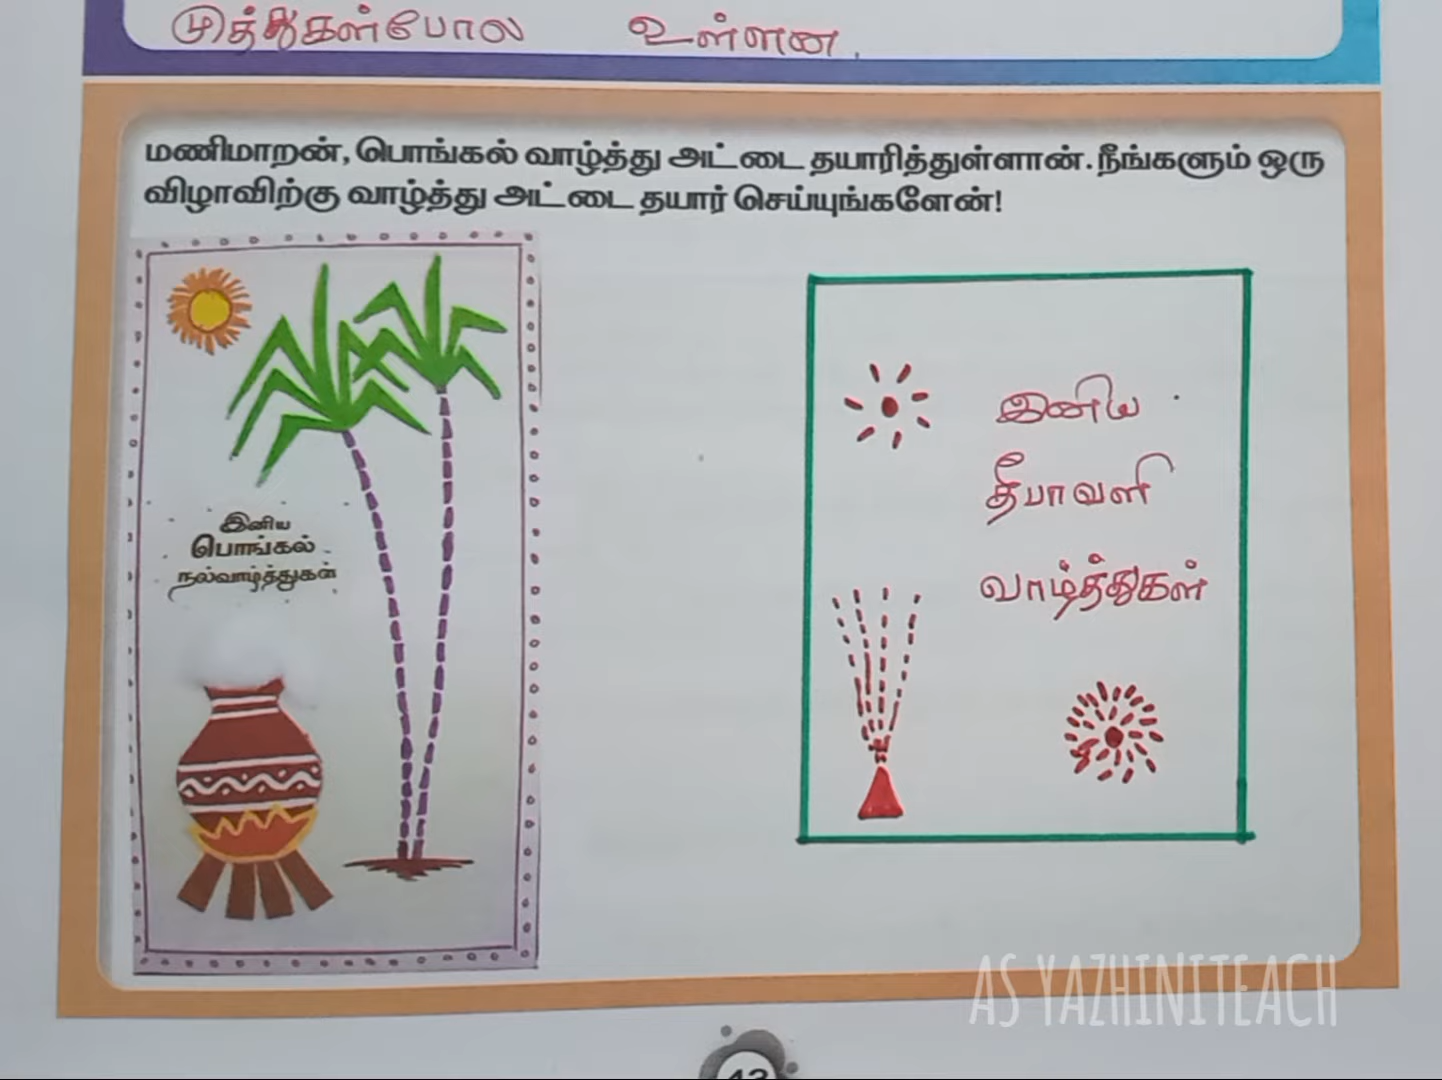 முத்துகள்போல உள்ளன.
மணிமாறன், பொங்கல் வாழ்த்து அட்டை தயாரித்துள்ளான். நீங்களும் ஒரு
விழாவிற்கு வாழ்த்து அட்டை தயார் செய்யுங்களேன்!
இனிய
பொங்கல்
நல்வாழ்த்துகள்
இனிய
தீபாவளி
வாழ்த்துகள்
AS YAZHINITEACH